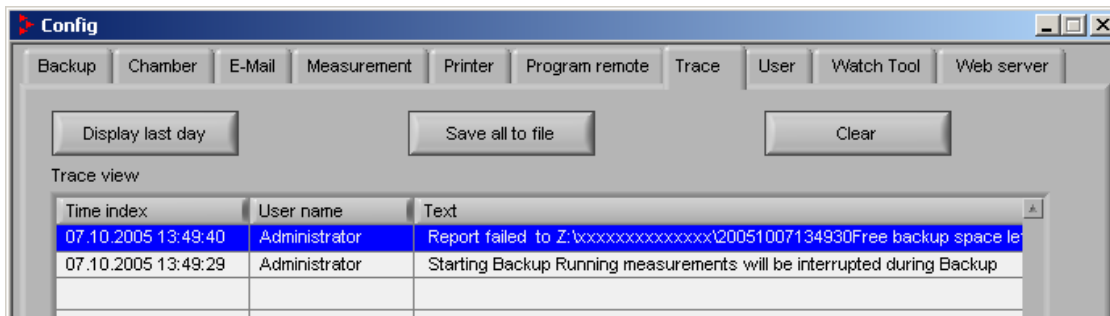 Config
Backup Chamber E-Mail Measurement Printer Program remote Trace User Watch Tool Web server
Display last day Save all to file Clear
Trace view
Time index User name Text
07.10.2005 13:49:40 Administrator Report failed to Z:\xxxxxxxxxxxxxx\20051007134930Free backup space le
07.10.2005 13:49:29 Administrator Starting Backup Running measurements will be interrupted during Backup